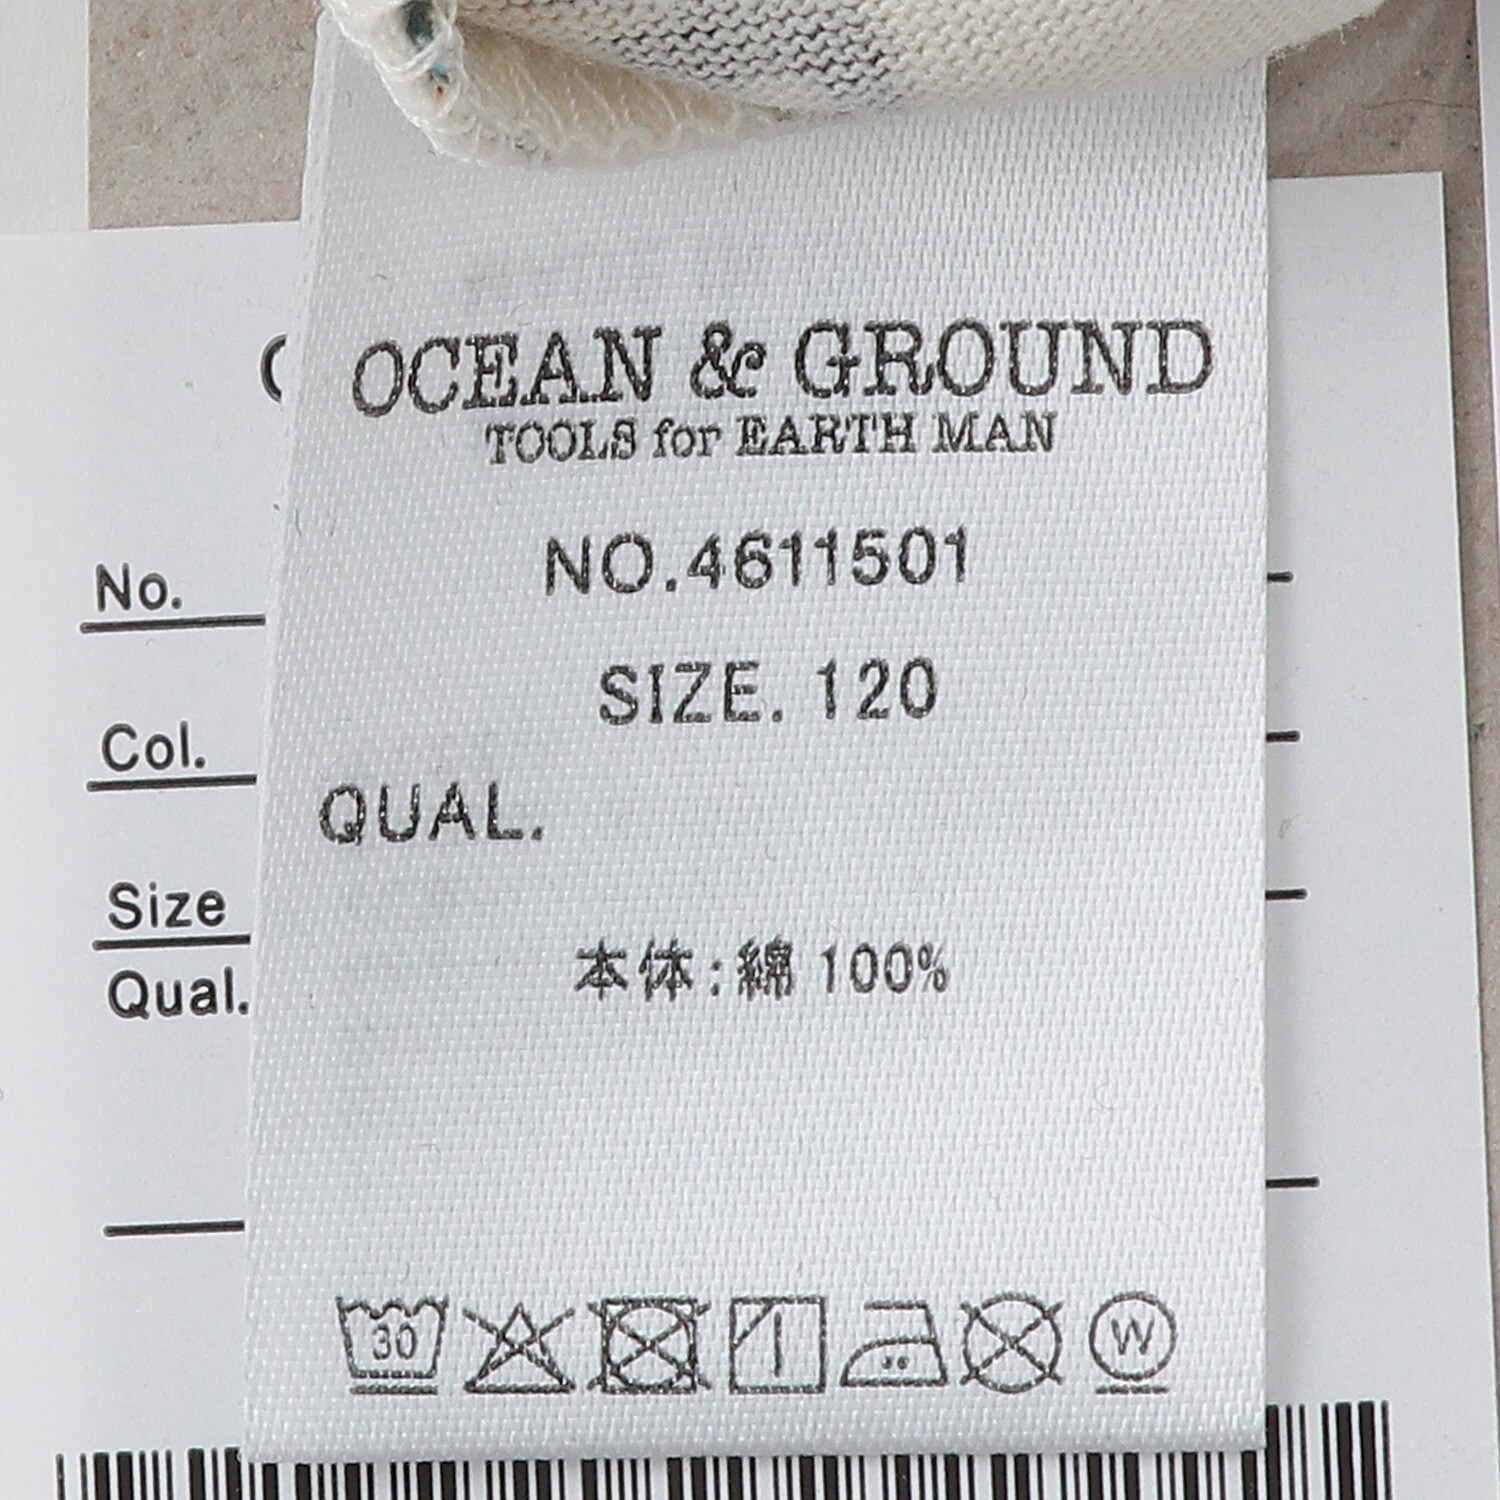 OCEAN & GROUND
TOOLS for EARTH MAN
NO.4611501
SIZE. 120
QUAL.
本体:綿 100%
30
W
No.
Col.
Size
Qual.